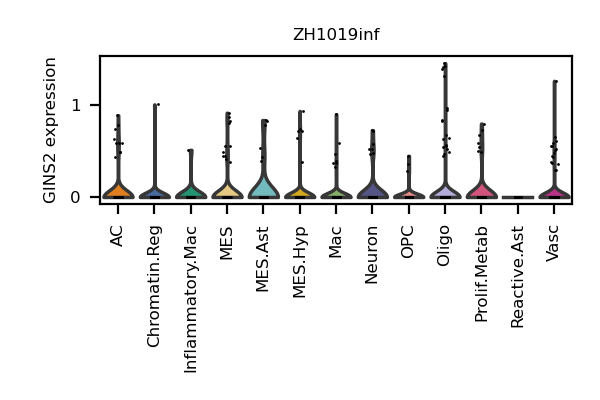 ZH1019inf
GINS2 expression
1
0
AC
Chromatin.Reg
Inflammatory.Mac
MES
MES.Ast
MES.Hyp
Mac
Neuron
OPC
Oligo
Prolif.Metab
Reactive.Ast
Vasc